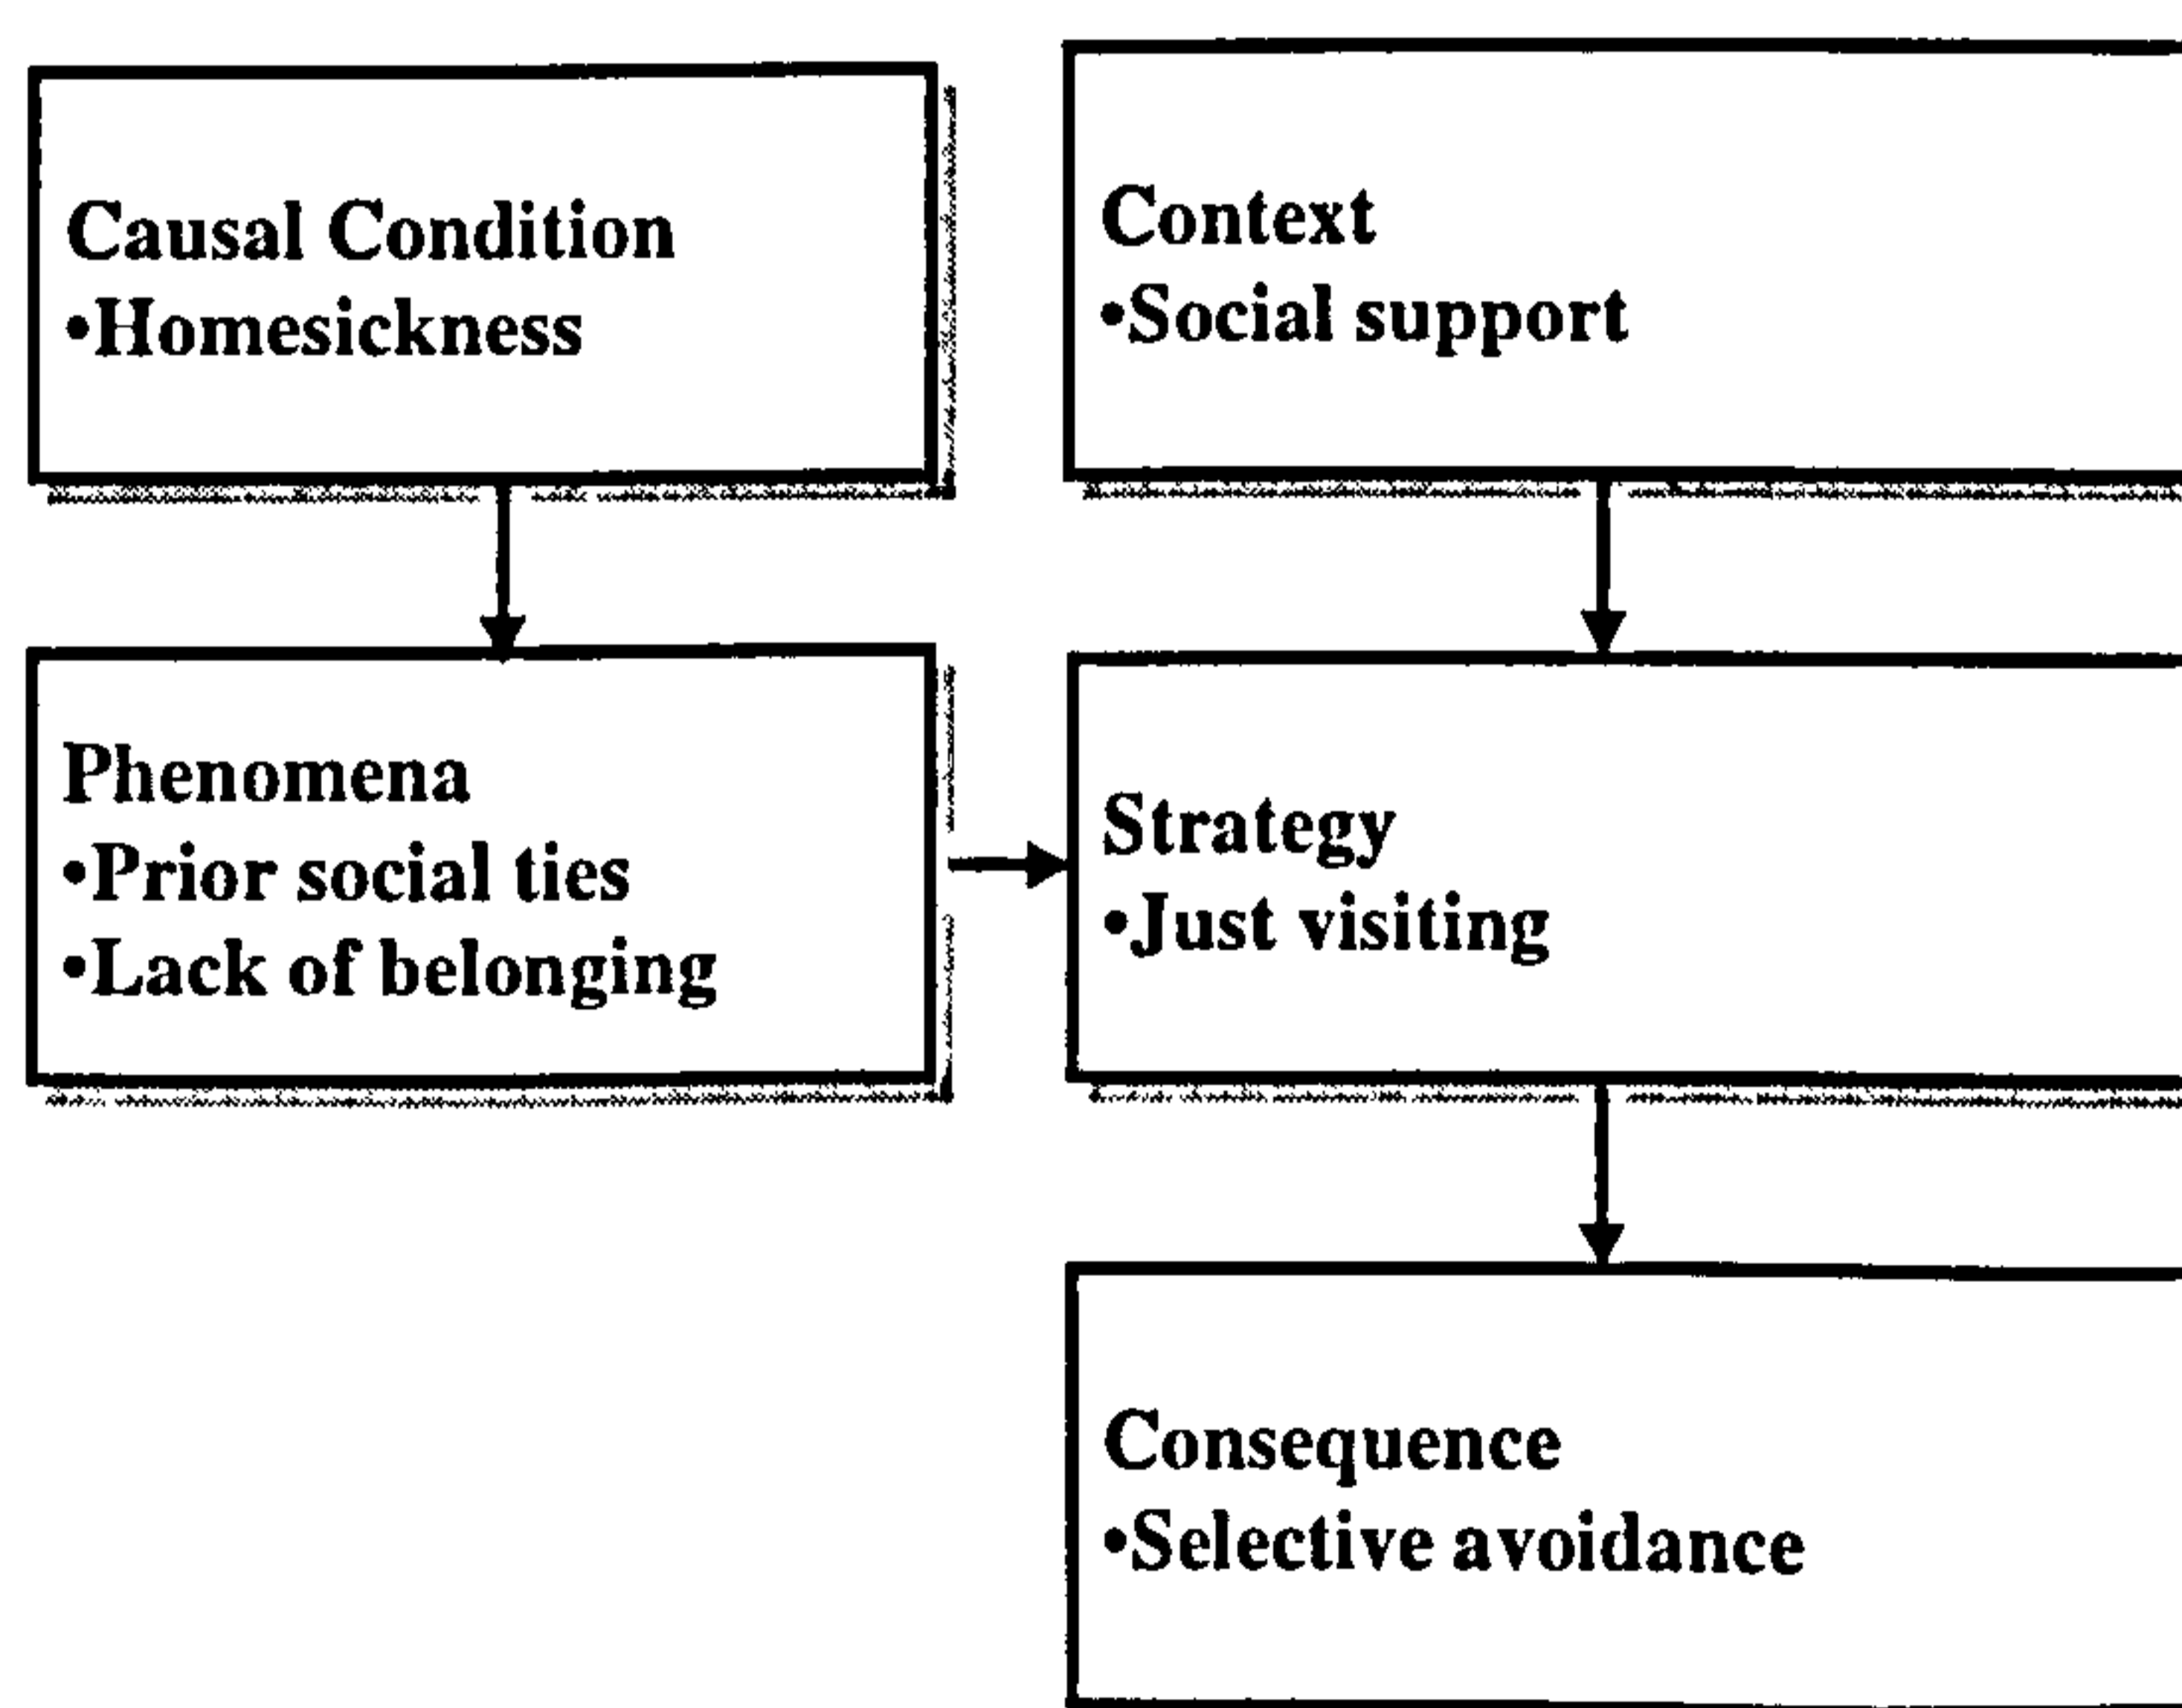 Causal Condition
•Homesickness
Context
•Social support
Phenomena
•Prior social ties
•Lack of belonging
Strategy
•Just visiting
Consequence
•Selective avoidance